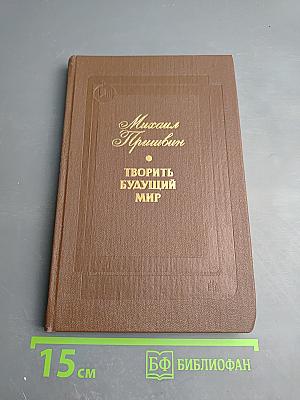 Михаил
Пришвин
ТВОРИТЬ
БУДУЩИЙ
МИР
15 см
БФ БИБЛИОФАН